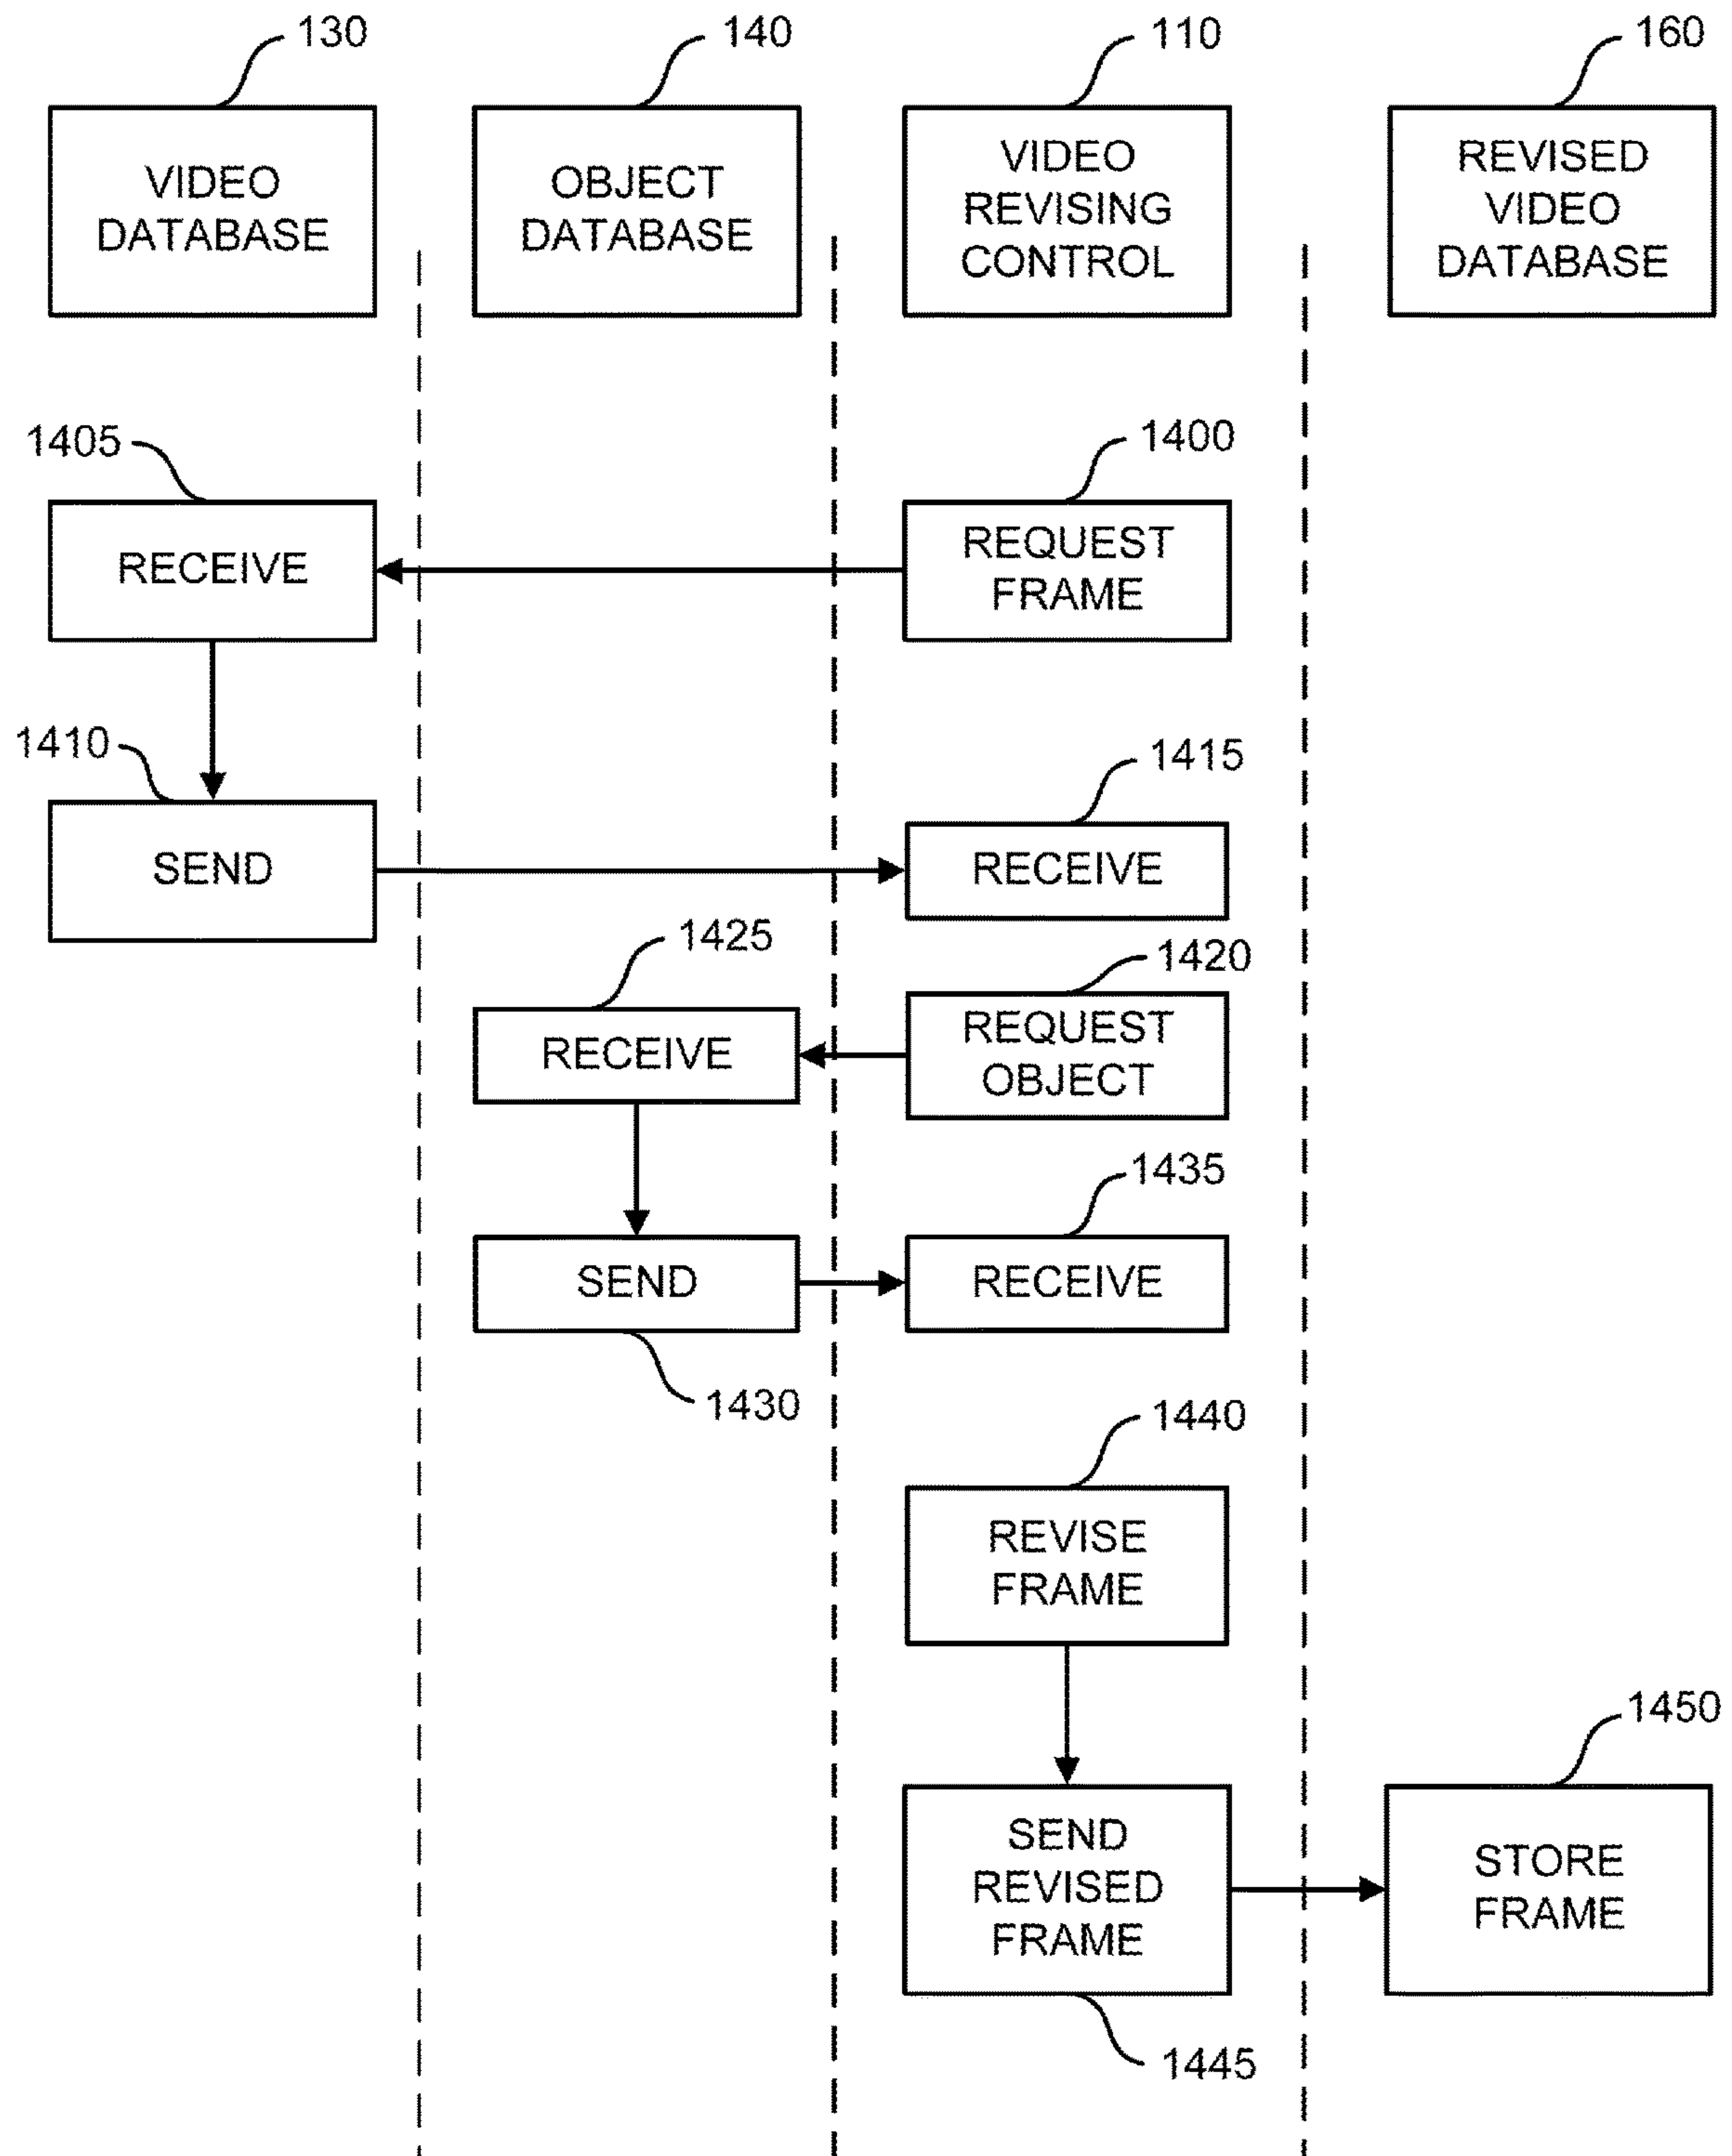 130
140
110
160
VIDEO
DATABASE
OBJECT
DATABASE
VIDEO
REVISING
CONTROL
REVISED
VIDEO
DATABASE
1405
1400
RECEIVE
REQUEST
FRAME
1410
1415
SEND
RECEIVE
1425
1420
RECEIVE
REQUEST
OBJECT
1435
SEND
RECEIVE
1430
1440
REVISE
FRAME
1450
SEND
REVISED
FRAME
STORE
FRAME
1445